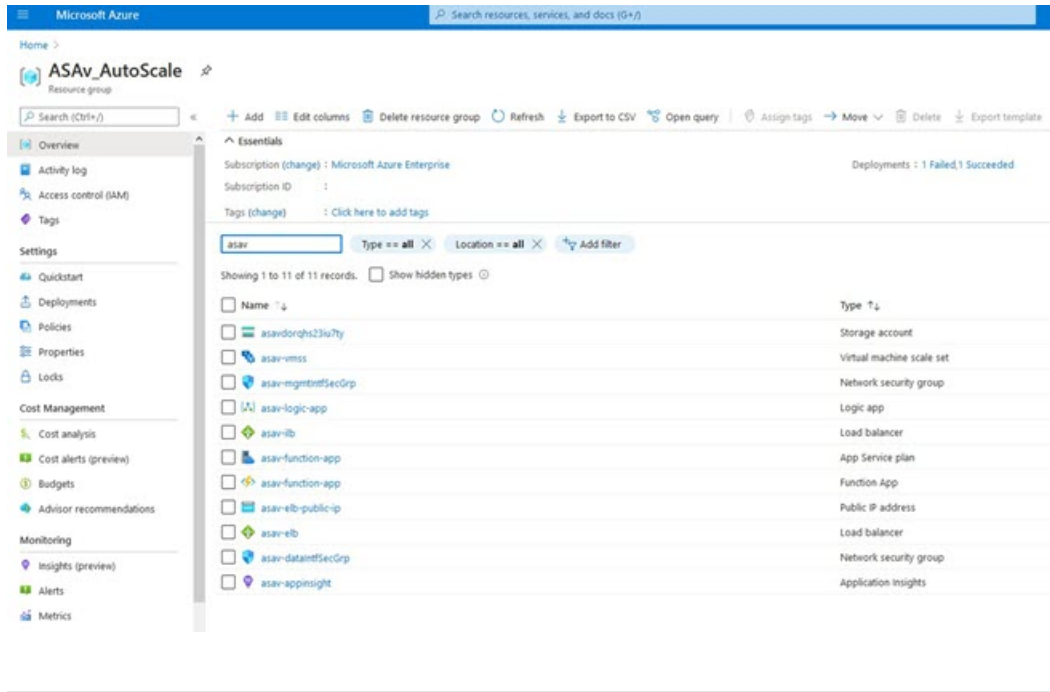 Microsoft Azure
Search resources, services, and docs (G+/)
Home >
ASAv_AutoScale
Resource group
Search (Ctrl+/)
«
Add Edit columns Delete resource group Refresh Export to CSV Open query Assign tags Move Delete Export template
Overview
Activity log
Access control (IAM)
Tags
Settings
Quickstart
Deployments
Policies
Properties
Locks
Cost Management
Cost analysis
Cost alerts (preview)
Budgets
Advisor recommendations
Monitoring
Insights (preview)
Alerts
Metrics
Essentials
Subscription (change) : Microsoft Azure Enterprise
Deployments : 1 Failed,1 Succeeded
Subscription ID :
Tags (change) : Click here to add tags
asav Type == all Location == all Add filter
Showing 1 to 11 of 11 records. Show hidden types
Name Type
asavdorqhs23iu7ty Storage account
asav-vmss Virtual machine scale set
asav-mgmtIntfSecGrp Network security group
asav-logic-app Logic app
asav-ilb Load balancer
asav-function-app App Service plan
asav-function-app Function App
asav-elb-public-ip Public IP address
asav-elb Load balancer
asav-dataIntfSecGrp Network security group
asav-appinsight Application Insights